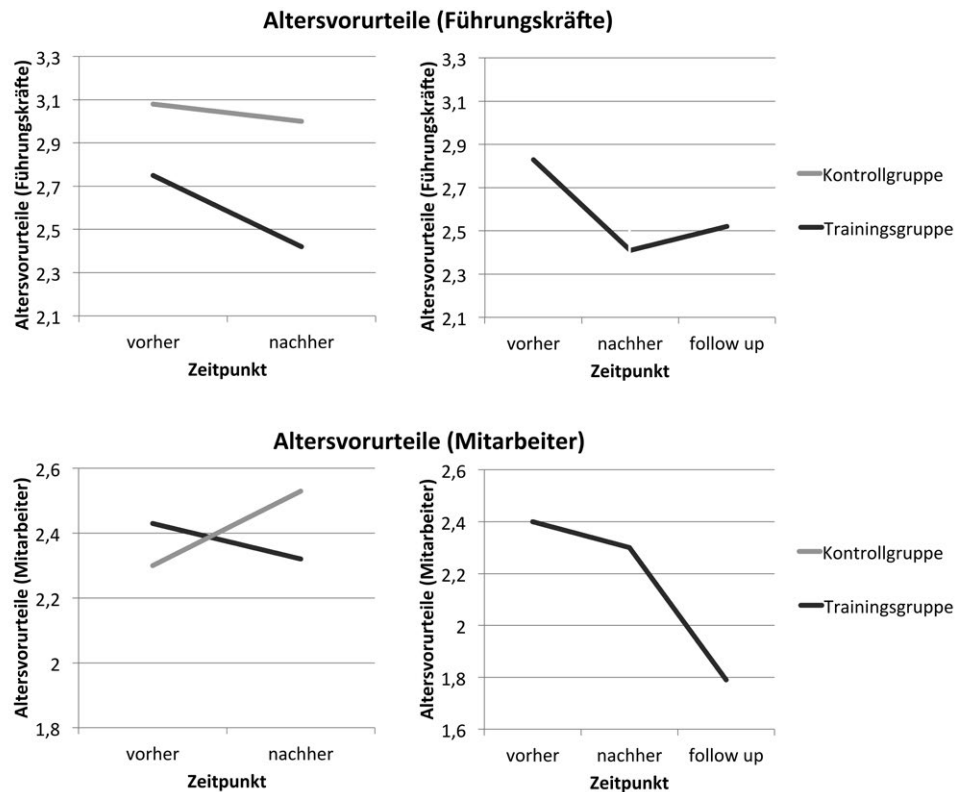 Altersvorurteile (Führungskräfte)
Altersvorurteile (Führungskräfte)
3,3
3,1
2,9
2,7
2,5
2,3
2,1
vorher nachher
Zeitpunkt
Altersvorurteile (Führungskräfte)
3,3
3,1
2,9
2,7
2,5
2,3
2,1
vorher nachher follow up
Zeitpunkt
Kontrollgruppe
Trainingsgruppe
Altersvorurteile (Mitarbeiter)
Altersvorurteile (Mitarbeiter)
2,6
2,4
2,2
2
1,8
vorher nachher
Zeitpunkt
Altersvorurteile (Mitarbeiter)
2,6
2,4
2,2
2
1,8
1,6
vorher nachher follow up
Zeitpunkt
Kontrollgruppe
Trainingsgruppe